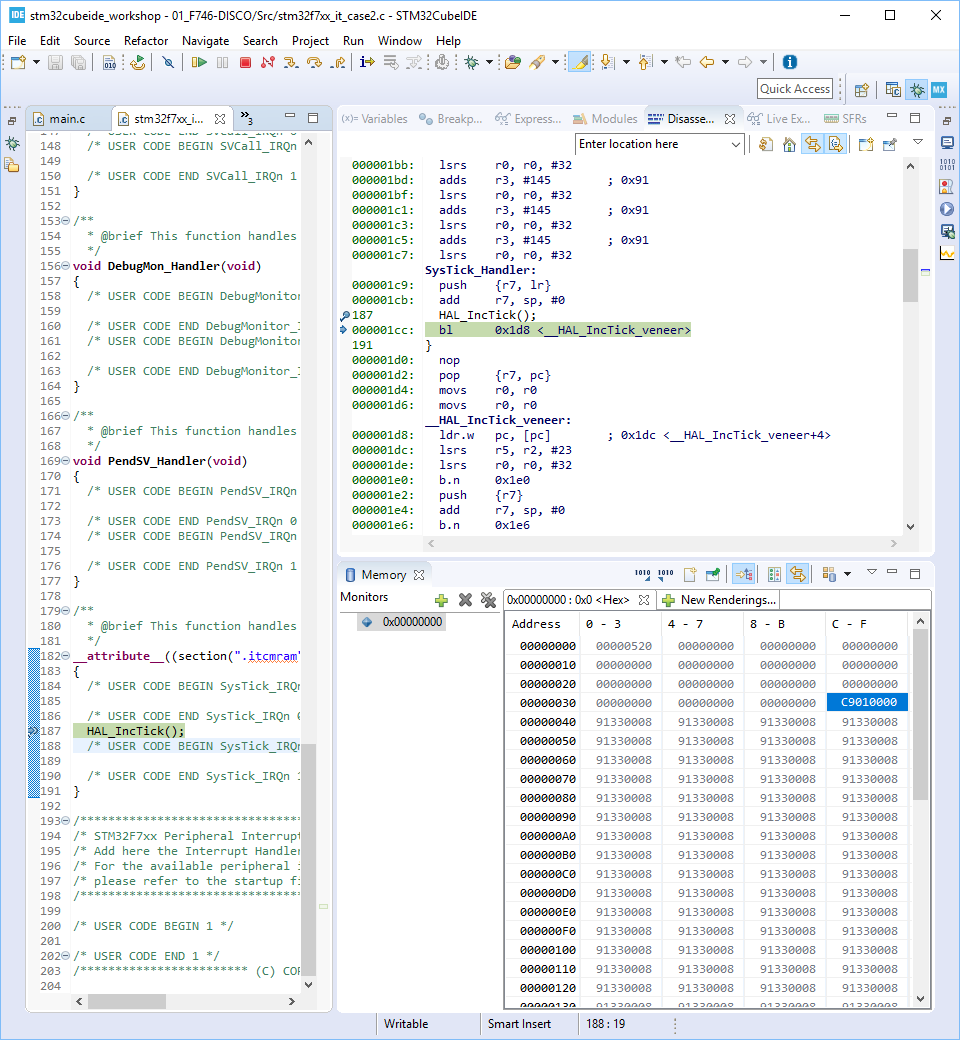 IDE stm32cubeide_workshop - 01_F746-DISCO/Src/stm32f7xx_it_case2.c - STM32CubeIDE
File Edit Source Refactor Navigate Search Project Run Window Help
Quick Access
MX
main.c stm32f7xx_i... »3
147 /* USER CODE END SVCall_IRQn 0
148 /* USER CODE BEGIN SVCall_IRQn
149
150 /* USER CODE END SVCall_IRQn 1
151 }
152
153 /**
154 * @brief This function handles
155 */
156 void DebugMon_Handler(void)
157 {
158 /* USER CODE BEGIN DebugMonitor
159
160 /* USER CODE END DebugMonitor_I
161 /* USER CODE BEGIN DebugMonitor
162
163 /* USER CODE END DebugMonitor_I
164 }
165
166 /**
167 * @brief This function handles
168 */
169 void PendSV_Handler(void)
170 {
171 /* USER CODE BEGIN PendSV_IRQn
172
173 /* USER CODE END PendSV_IRQn 0
174 /* USER CODE BEGIN PendSV_IRQn
175
176 /* USER CODE END PendSV_IRQn 1
177 }
178
179 /**
180 * @brief This function handles
181 */
182 __attribute__((section(".itcmram"
183 {
184 /* USER CODE BEGIN SysTick_IRQn
185
186 /* USER CODE END SysTick_IRQn 0
187 HAL_IncTick();
188 /* USER CODE BEGIN SysTick_IRQn
189
190 /* USER CODE END SysTick_IRQn 1
191 }
192
193 /*******************************
194 /* STM32F7xx Peripheral Interrupt
195 /* Add here the Interrupt Handler
196 /* For the available peripheral i
197 /* please refer to the startup fi
198 /*******************************
199
200 /* USER CODE BEGIN 1 */
201
202 /* USER CODE END 1 */
203 /************************ (C) COP
204
(x)= Variables Breakp... Express... Modules Disasse... Live Ex... SFRs
Enter location here
000001bb: lsrs r0, r0, #32
000001bd: adds r3, #145 ; 0x91
000001bf: lsrs r0, r0, #32
000001c1: adds r3, #145 ; 0x91
000001c3: lsrs r0, r0, #32
000001c5: adds r3, #145 ; 0x91
000001c7: lsrs r0, r0, #32
SysTick_Handler:
000001c9: push {r7, lr}
000001cb: add r7, sp, #0
187 HAL_IncTick();
000001cc: bl 0x1d8 <__HAL_IncTick_veneer>
191 }
000001d0: nop
000001d2: pop {r7, pc}
000001d4: movs r0, r0
000001d6: movs r0, r0
__HAL_IncTick_veneer:
000001d8: ldr.w pc, [pc] ; 0x1dc <__HAL_IncTick_veneer+4>
000001dc: lsrs r5, r2, #23
000001de: lsrs r0, r0, #32
000001e0: b.n 0x1e0
000001e2: push {r7}
000001e4: add r7, sp, #0
000001e6: b.n 0x1e6
Memory
Monitors
0x00000000
0x00000000 : 0x0 <Hex> New Renderings...
Address 0 - 3 4 - 7 8 - B C - F
00000000 00000520 00000000 00000000 00000000
00000010 00000000 00000000 00000000 00000000
00000020 00000000 00000000 00000000 00000000
00000030 00000000 00000000 00000000 C9010000
00000040 91330008 91330008 91330008 91330008
00000050 91330008 91330008 91330008 91330008
00000060 91330008 91330008 91330008 91330008
00000070 91330008 91330008 91330008 91330008
00000080 91330008 91330008 91330008 91330008
00000090 91330008 91330008 91330008 91330008
000000A0 91330008 91330008 91330008 91330008
000000B0 91330008 91330008 91330008 91330008
000000C0 91330008 91330008 91330008 91330008
000000D0 91330008 91330008 91330008 91330008
000000E0 91330008 91330008 91330008 91330008
000000F0 91330008 91330008 91330008 91330008
00000100 91330008 91330008 91330008 91330008
00000110 91330008 91330008 91330008 91330008
00000120 91330008 91330008 91330008 91330008
00000130 91330008 91330008 91330008 91330008
Writable Smart Insert 188 : 19